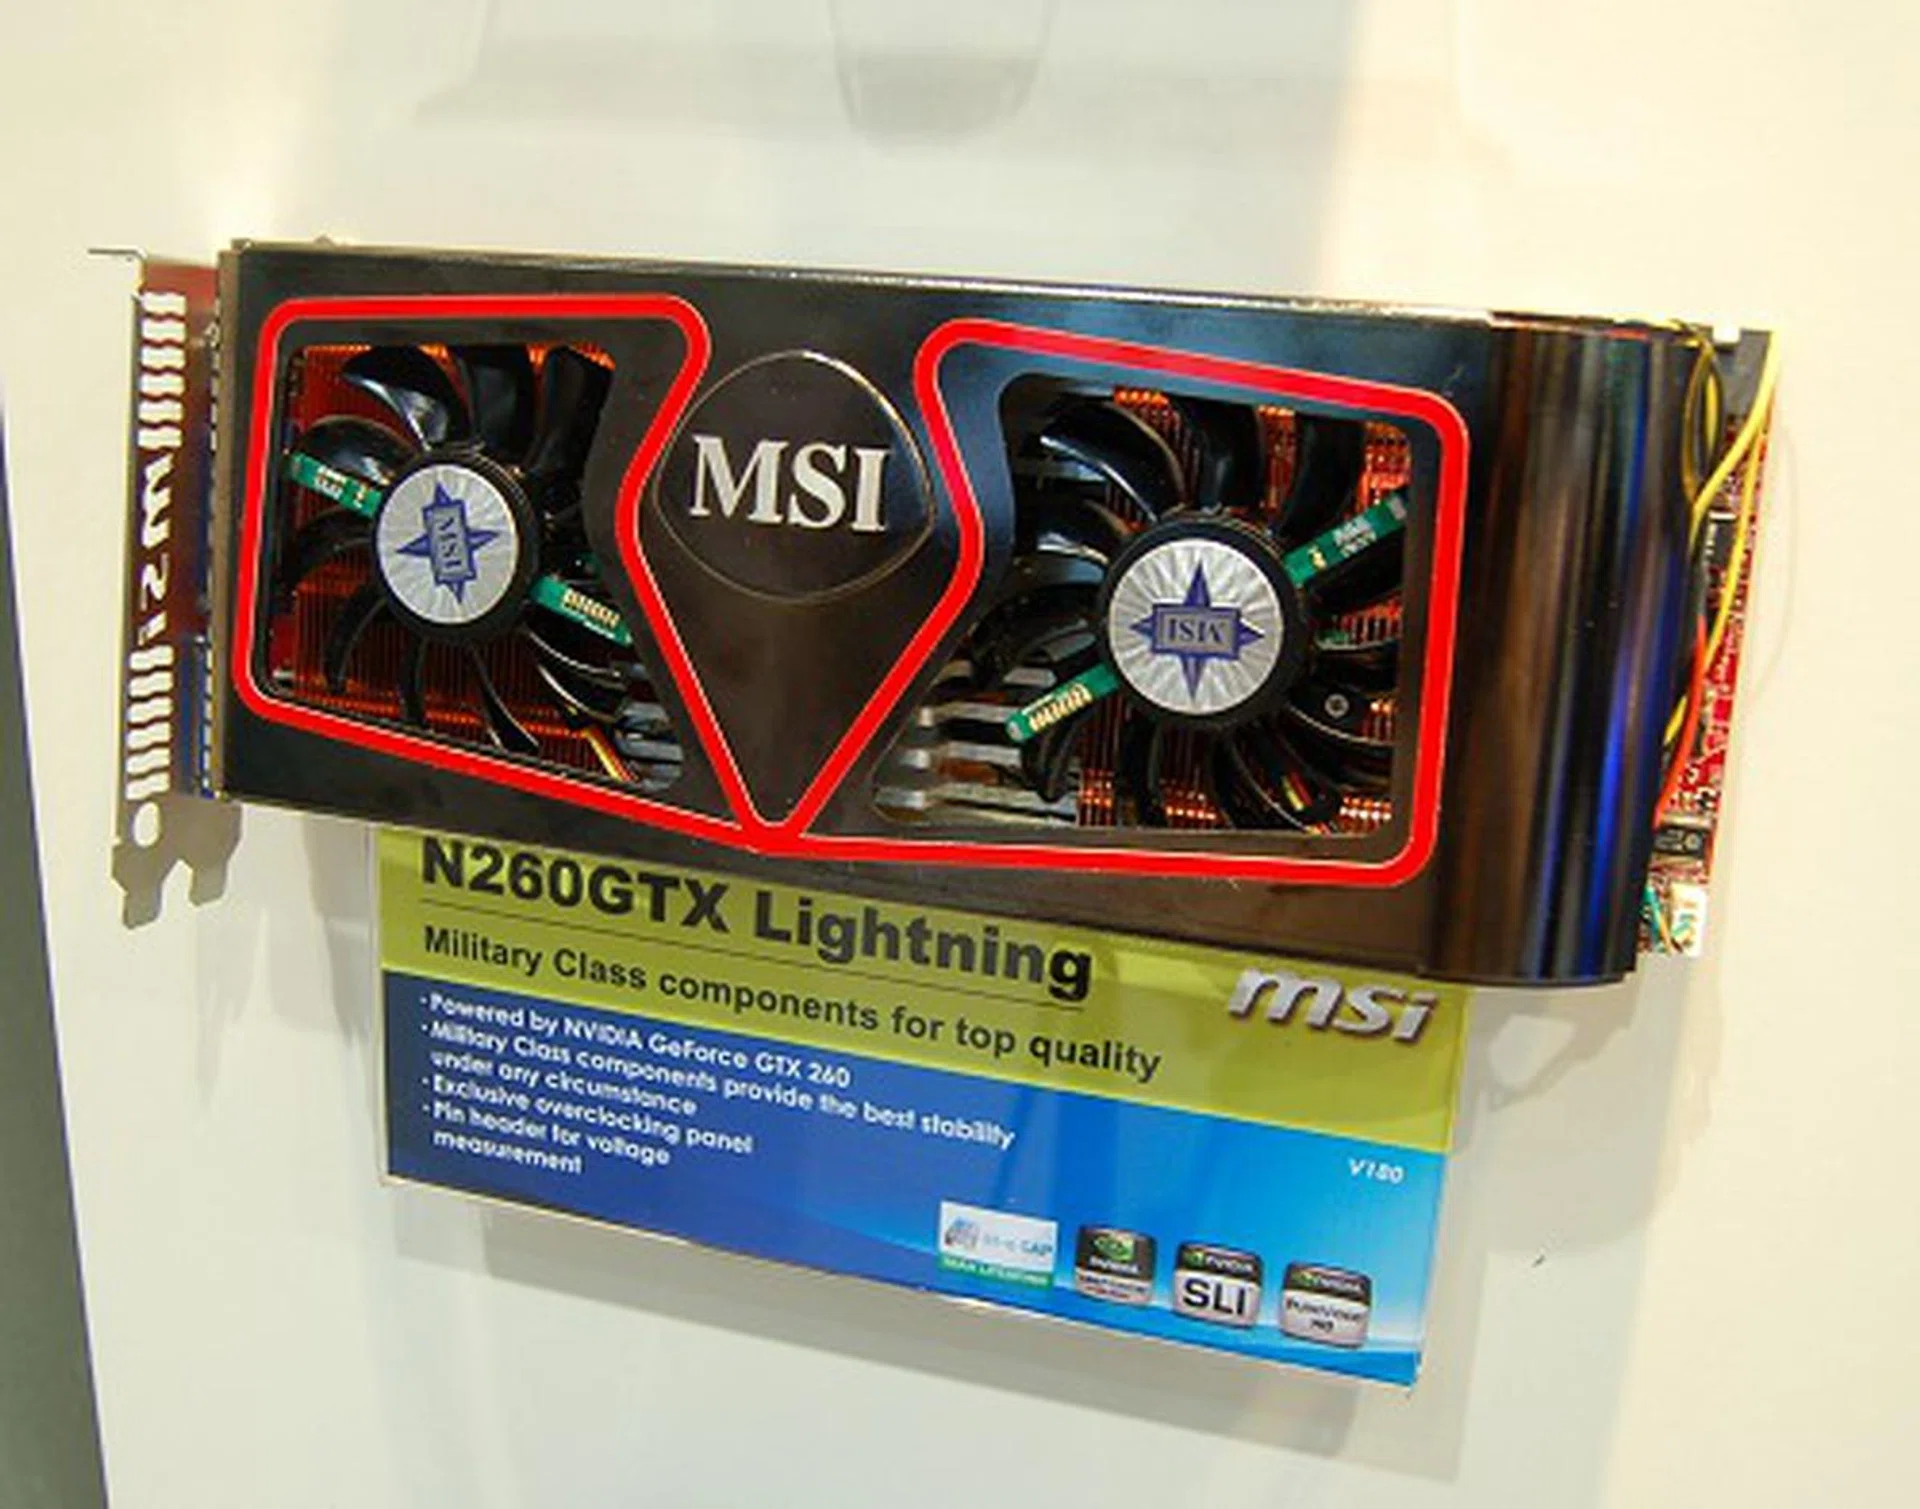 MSI
MSI
MSI
N260GTX Lightning
Military Class components for top quality
msi
· Powered by NVIDIA GeForce GTX 260
· Military Class components provide the best stability
under any circumstance
· Exclusive overclocking panel
· Pin header for voltage
measurement
V180
SLI